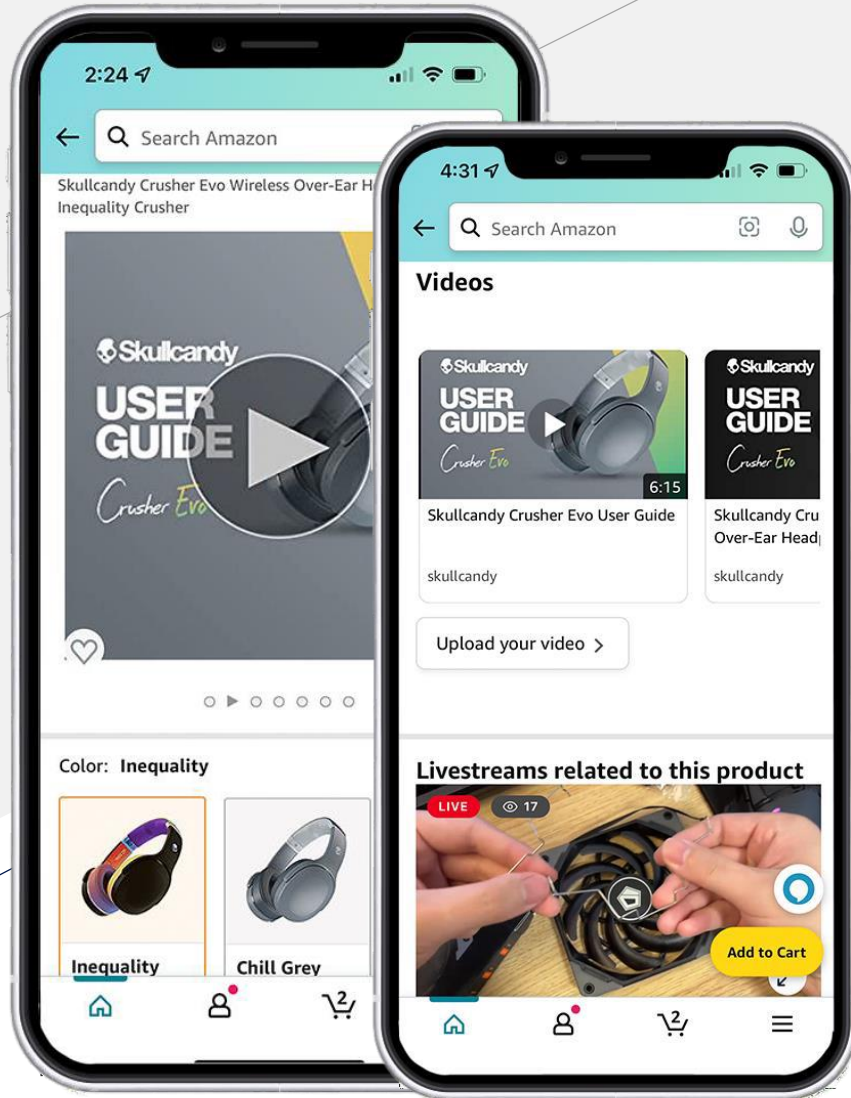 2:24
Search Amazon
Skullcandy Crusher Evo Wireless Over-Ear H
Inequality Crusher
Skullcandy
USER
GUIDE
Crusher Evo
Color: Inequality
Inequality
Chill Grey
2
4:31
Search Amazon
Videos
Skullcandy
USER
GUIDE
Crusher Evo
6:15
Skullcandy Crusher Evo User Guide
skullcandy
Skullcandy
USER
GUIDE
Crusher Evo
Skullcandy Cru
Over-Ear Head
skullcandy
Upload your video
Livestreams related to this product
LIVE
17
Add to Cart
2